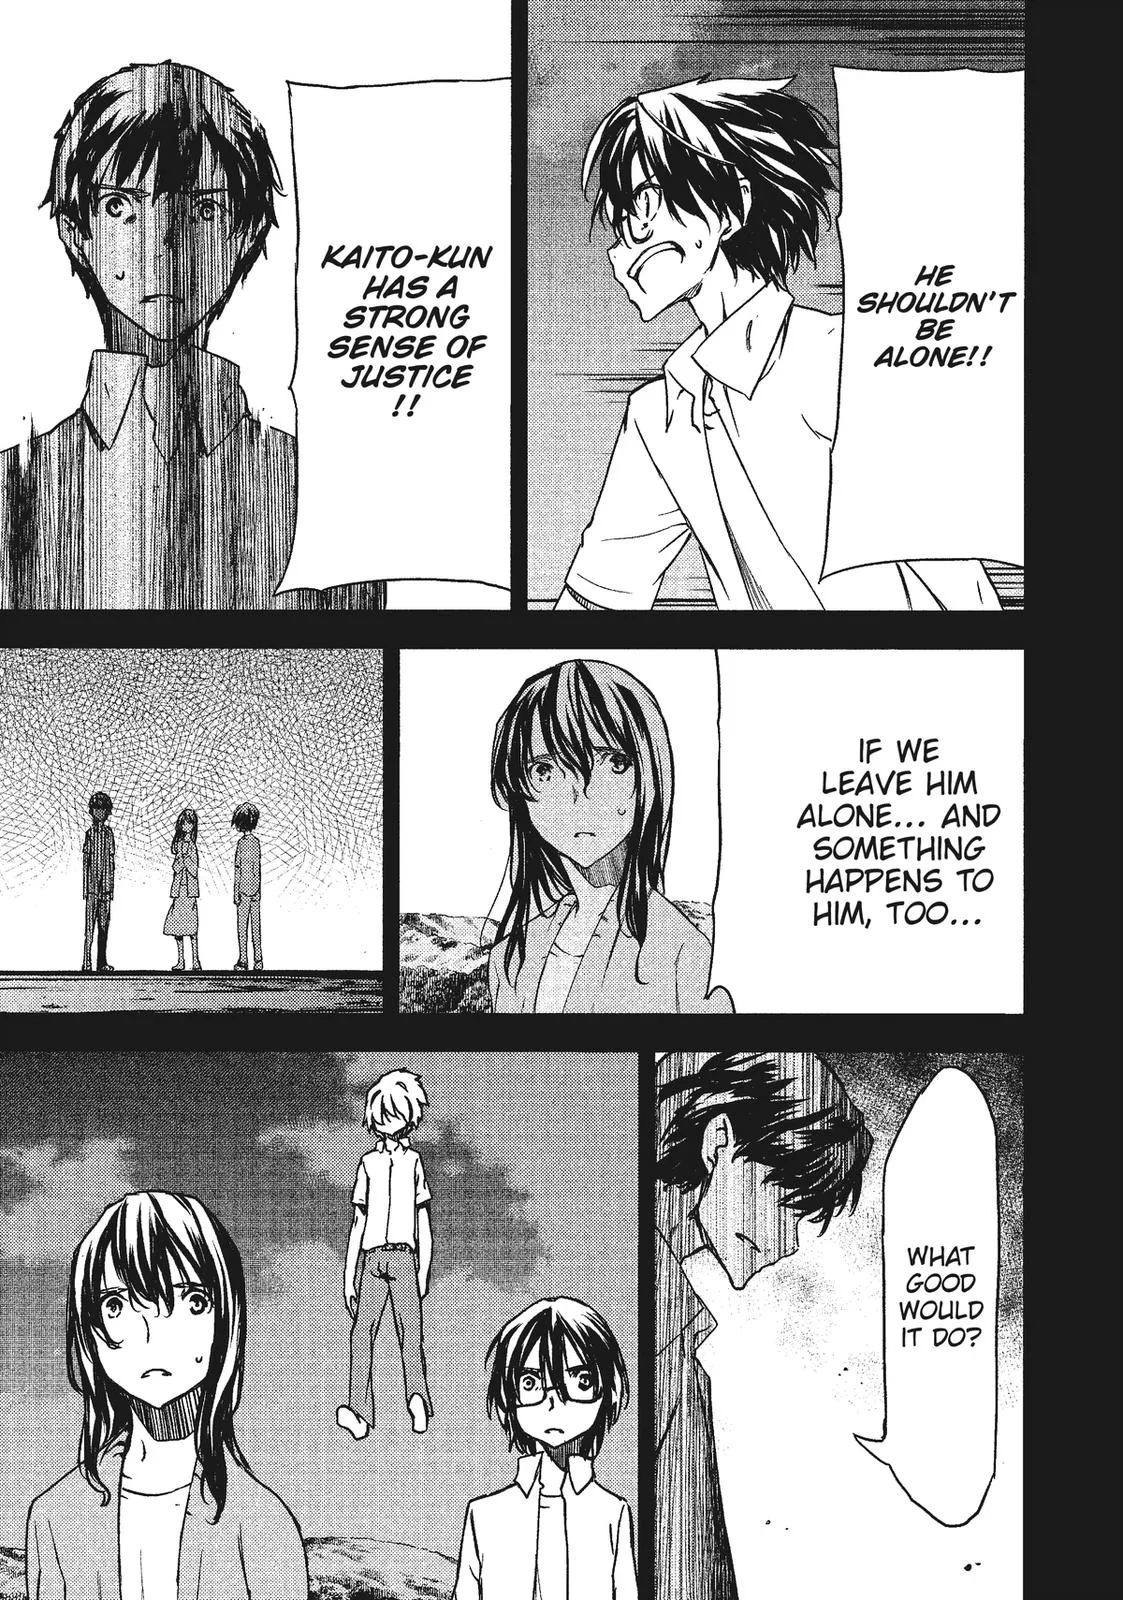 HE
SHOULDN'T
BE
ALONE!!
KAITO-KUN
HAS A
STRONG
SENSE OF
JUSTICE
!!
IF WE
LEAVE HIM
ALONE... AND
SOMETHING
HAPPENS TO
HIM, TOO...
WHAT
GOOD
WOULD
IT DO?